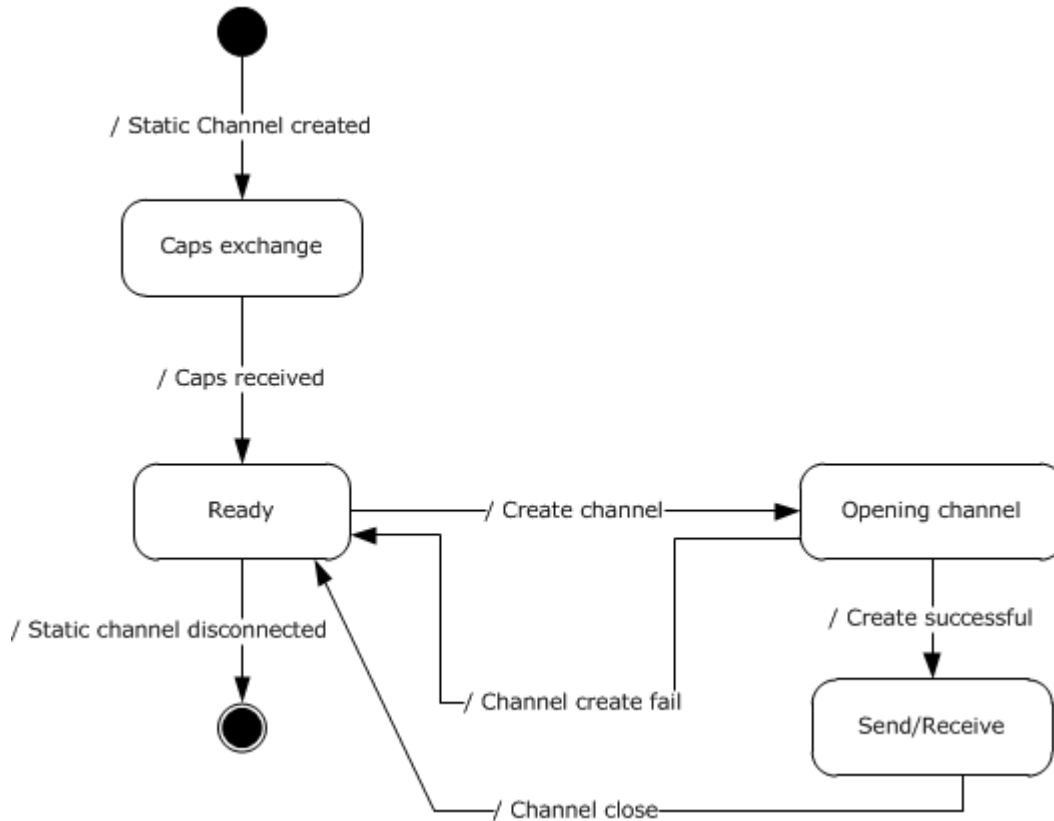 / Static Channel created
Caps exchange
/ Caps received
Ready
/ Create channel
Opening channel
/ Static channel disconnected
/ Create successful
/ Channel create fail
Send/Receive
/ Channel close